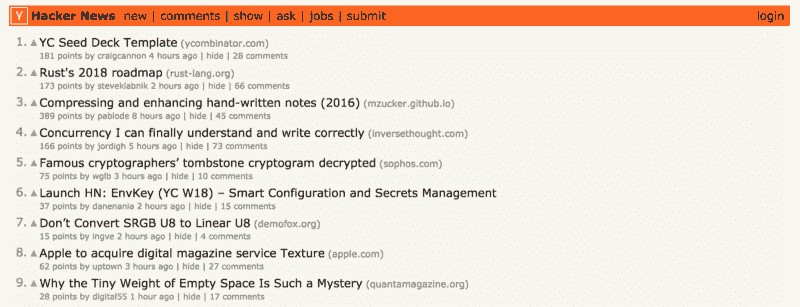 Y Hacker News new | comments | show | ask | jobs | submit login
1. YC Seed Deck Template (ycombinator.com)
181 points by craigcannon 4 hours ago | hide | 28 comments
2. Rust's 2018 roadmap (rust-lang.org)
173 points by steveklabnik 2 hours ago | hide | 66 comments
3. Compressing and enhancing hand-written notes (2016) (mzucker.github.io)
389 points by pablode 8 hours ago | hide | 45 comments
4. Concurrency I can finally understand and write correctly (inversethought.com)
166 points by jordigh 5 hours ago | hide | 73 comments
5. Famous cryptographers’ tombstone cryptogram decrypted (sophos.com)
75 points by wglb 3 hours ago | hide | 10 comments
6. Launch HN: EnvKey (YC W18) – Smart Configuration and Secrets Management
37 points by danenania 2 hours ago | hide | 15 comments
7. Don’t Convert SRGB U8 to Linear U8 (demofox.org)
15 points by ingve 2 hours ago | hide | 4 comments
8. Apple to acquire digital magazine service Texture (apple.com)
62 points by uptown 3 hours ago | hide | 27 comments
9. Why the Tiny Weight of Empty Space Is Such a Mystery (quantamagazine.org)
28 points by digital55 1 hour ago | hide | 17 comments